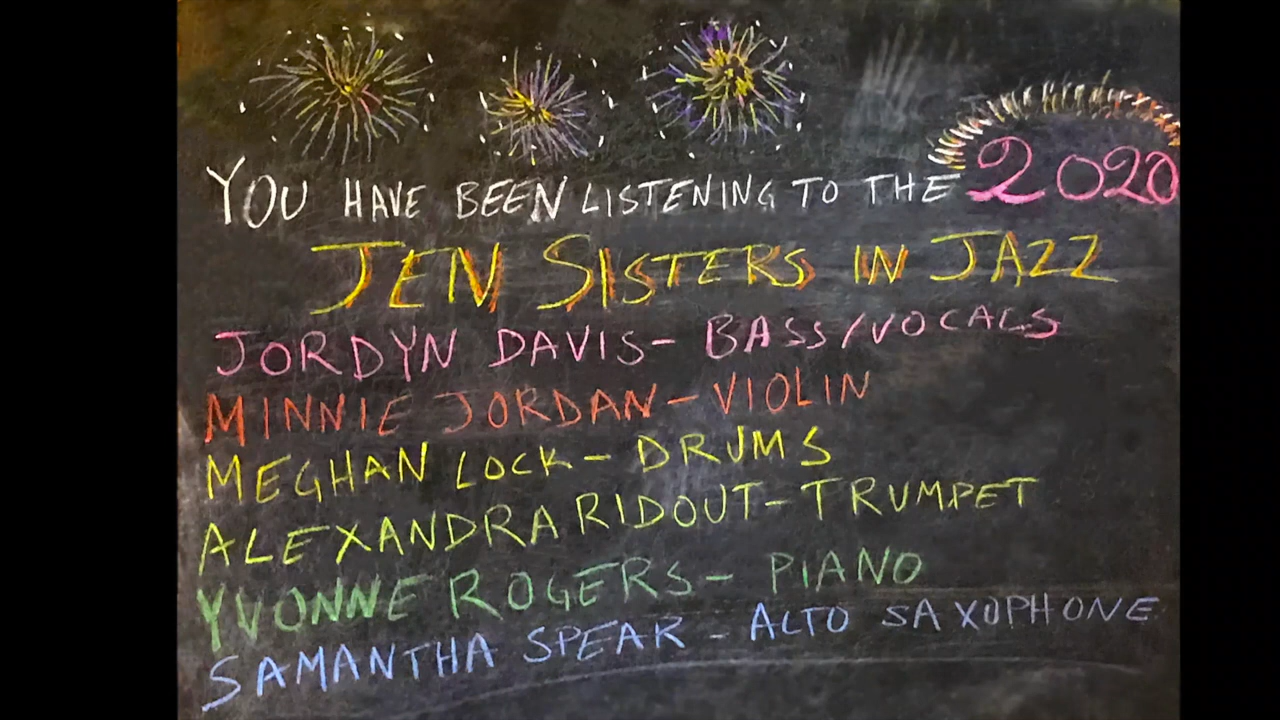 YOU HAVE BEEN LISTENING TO THE 2020
JEN SISTERS IN JAZZ
JORDYN DAVIS- BASS/VOCALS
MINNIE JORDAN-VIOLIN
MEGHAN LOCK- DRUMS
ALEXANDRA RIDOUT-TRUMPET
YVONNE ROGERS- PIANO
SAMANTHA SPEAR - ALTO SAXOPHONE